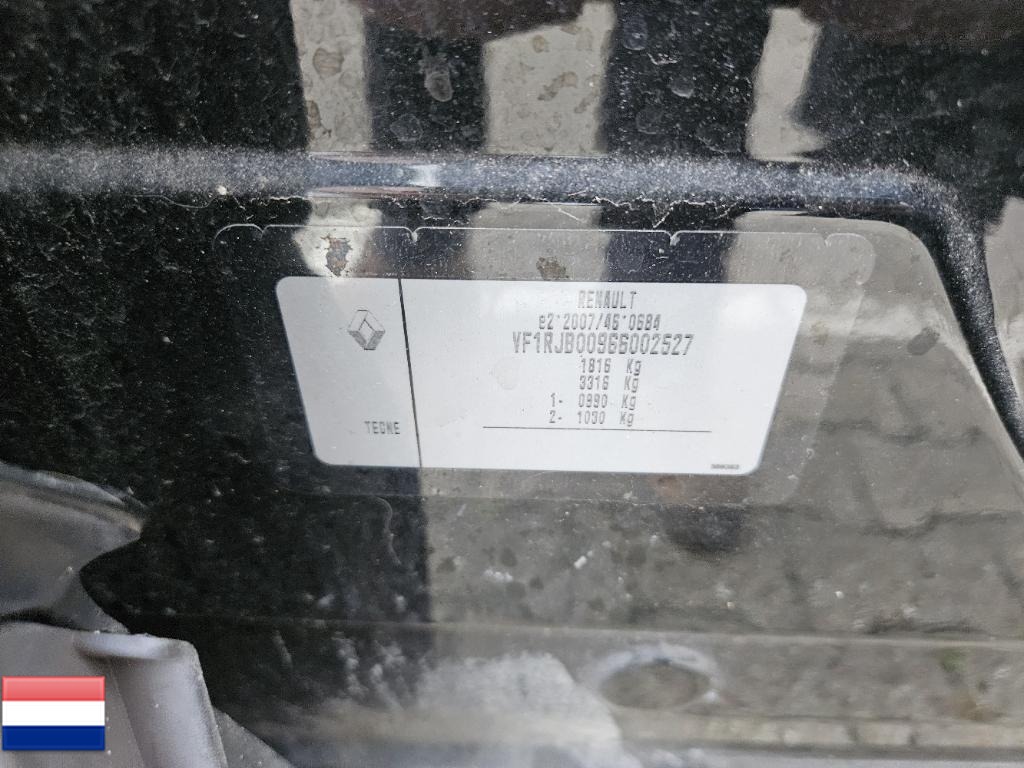 RENAULT
e2*2007/46*0684
VF1RJB00966002527
1816 Kg
3316 Kg
1- 0990 Kg
2- 1030 Kg
TECNE